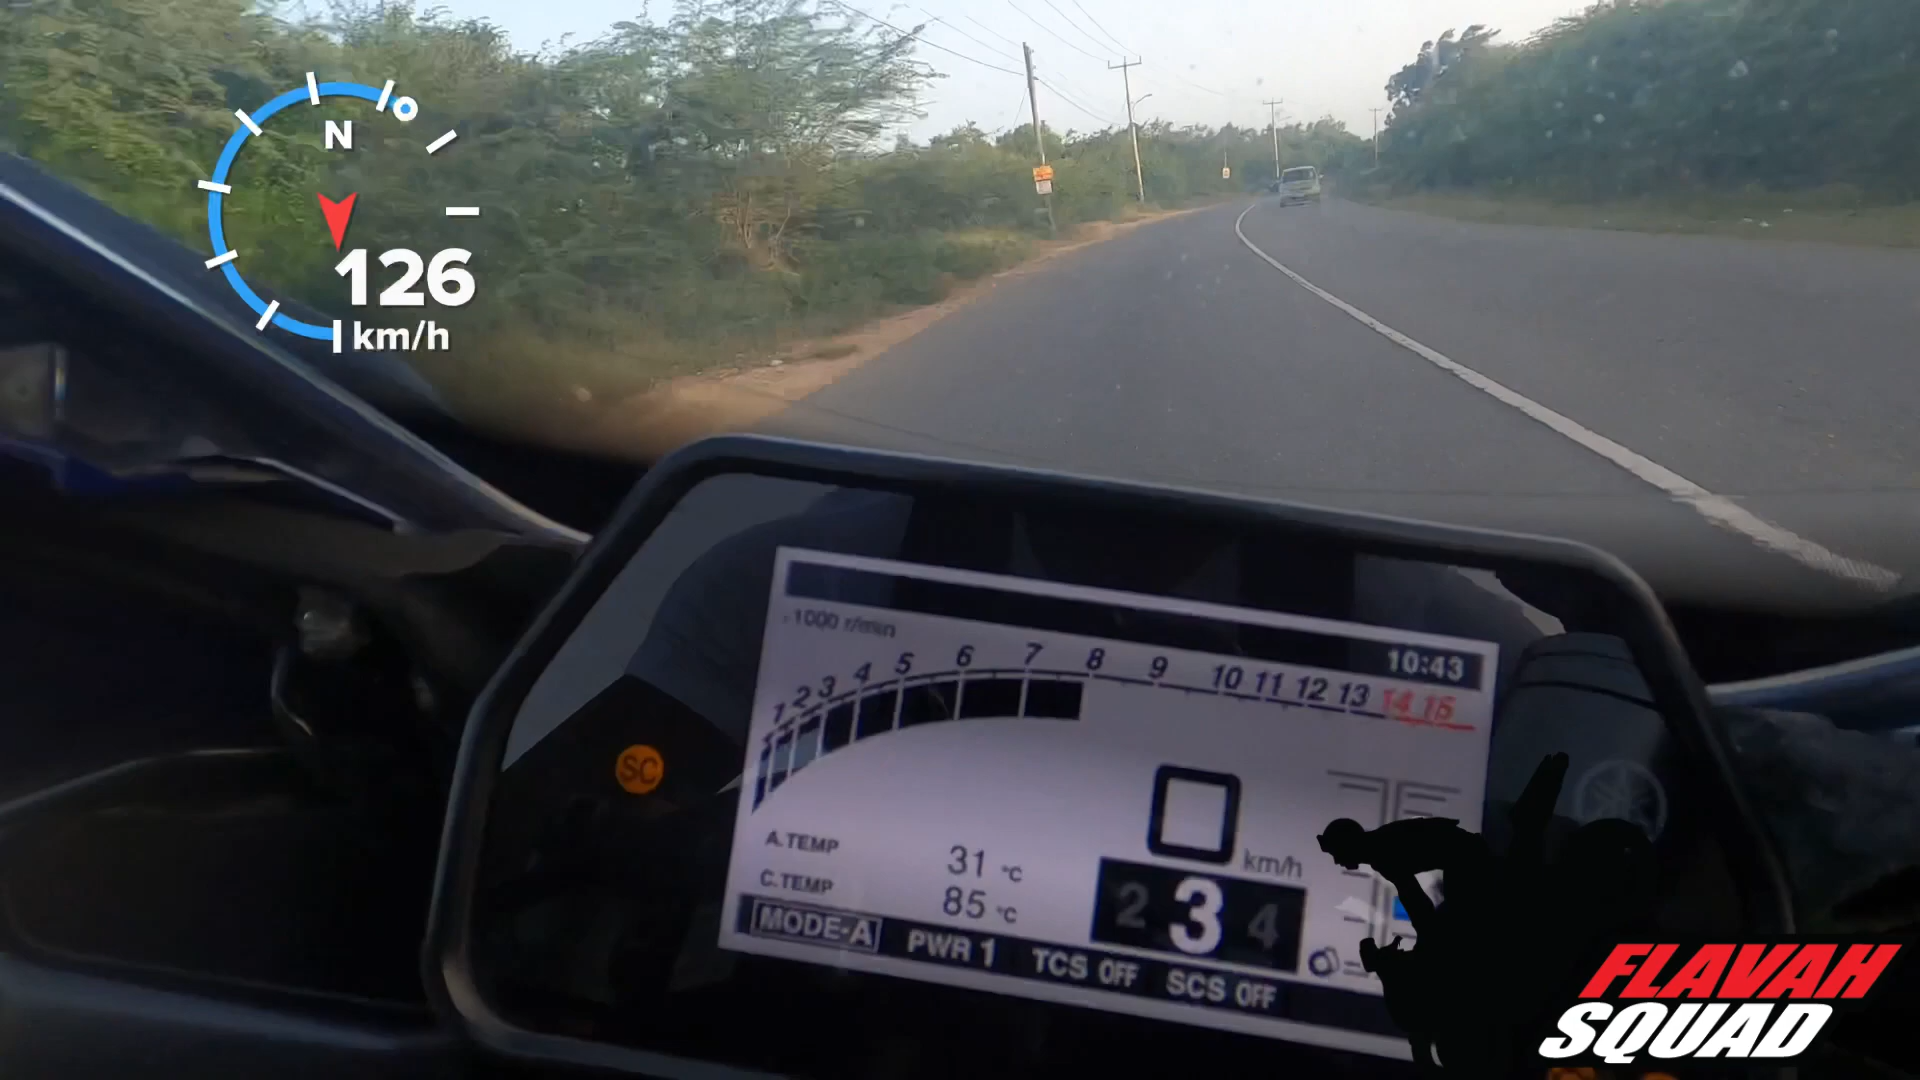 N
126
km/h
1000 r/min
1 2 3 4 5 6 7 8 9 10 11 12 13 14 15
10:43
SC
0 km/h
A.TEMP 31 °C
C.TEMP 85 °C
2 3 4
MODE-A PWR 1 TCS OFF SCS OFF
FLAVAH
SQUAD